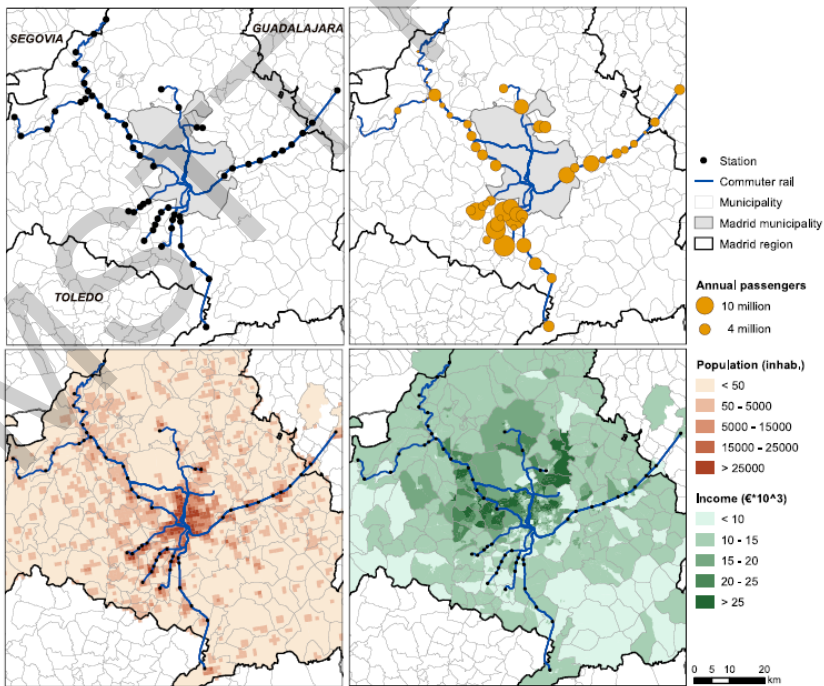 SEGOVIA
GUADALAJARA
TOLEDO
Station
Commuter rail
Municipality
Madrid municipality
Madrid region
Annual passengers
10 million
4 million
Population (inhab,)
< 50
50 - 5000
5000 - 15000
15000 - 25000
> 25000
Income (€*10^3)
< 10
10 - 15
15 - 20
20 - 25
> 25
0 5 10 20
km